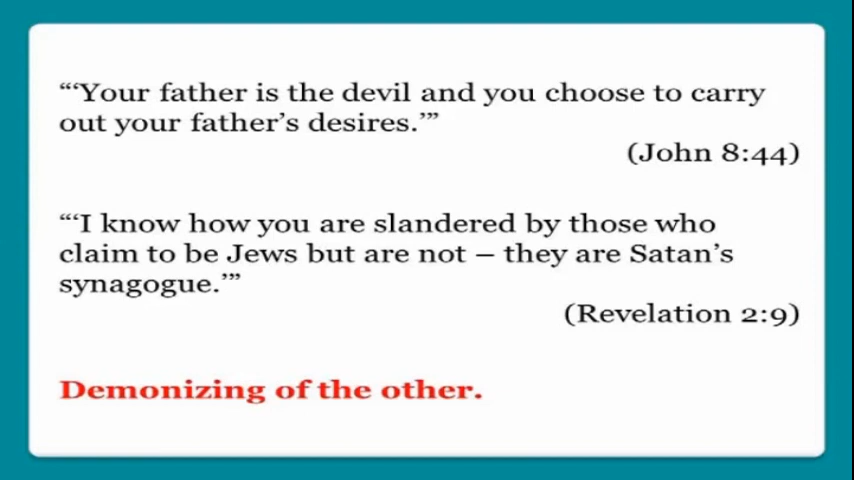 “‘Your father is the devil and you choose to carry
out your father’s desires.’”
(John 8:44)
“‘I know how you are slandered by those who
claim to be Jews but are not – they are Satan’s
synagogue.’”
(Revelation 2:9)
Demonizing of the other.